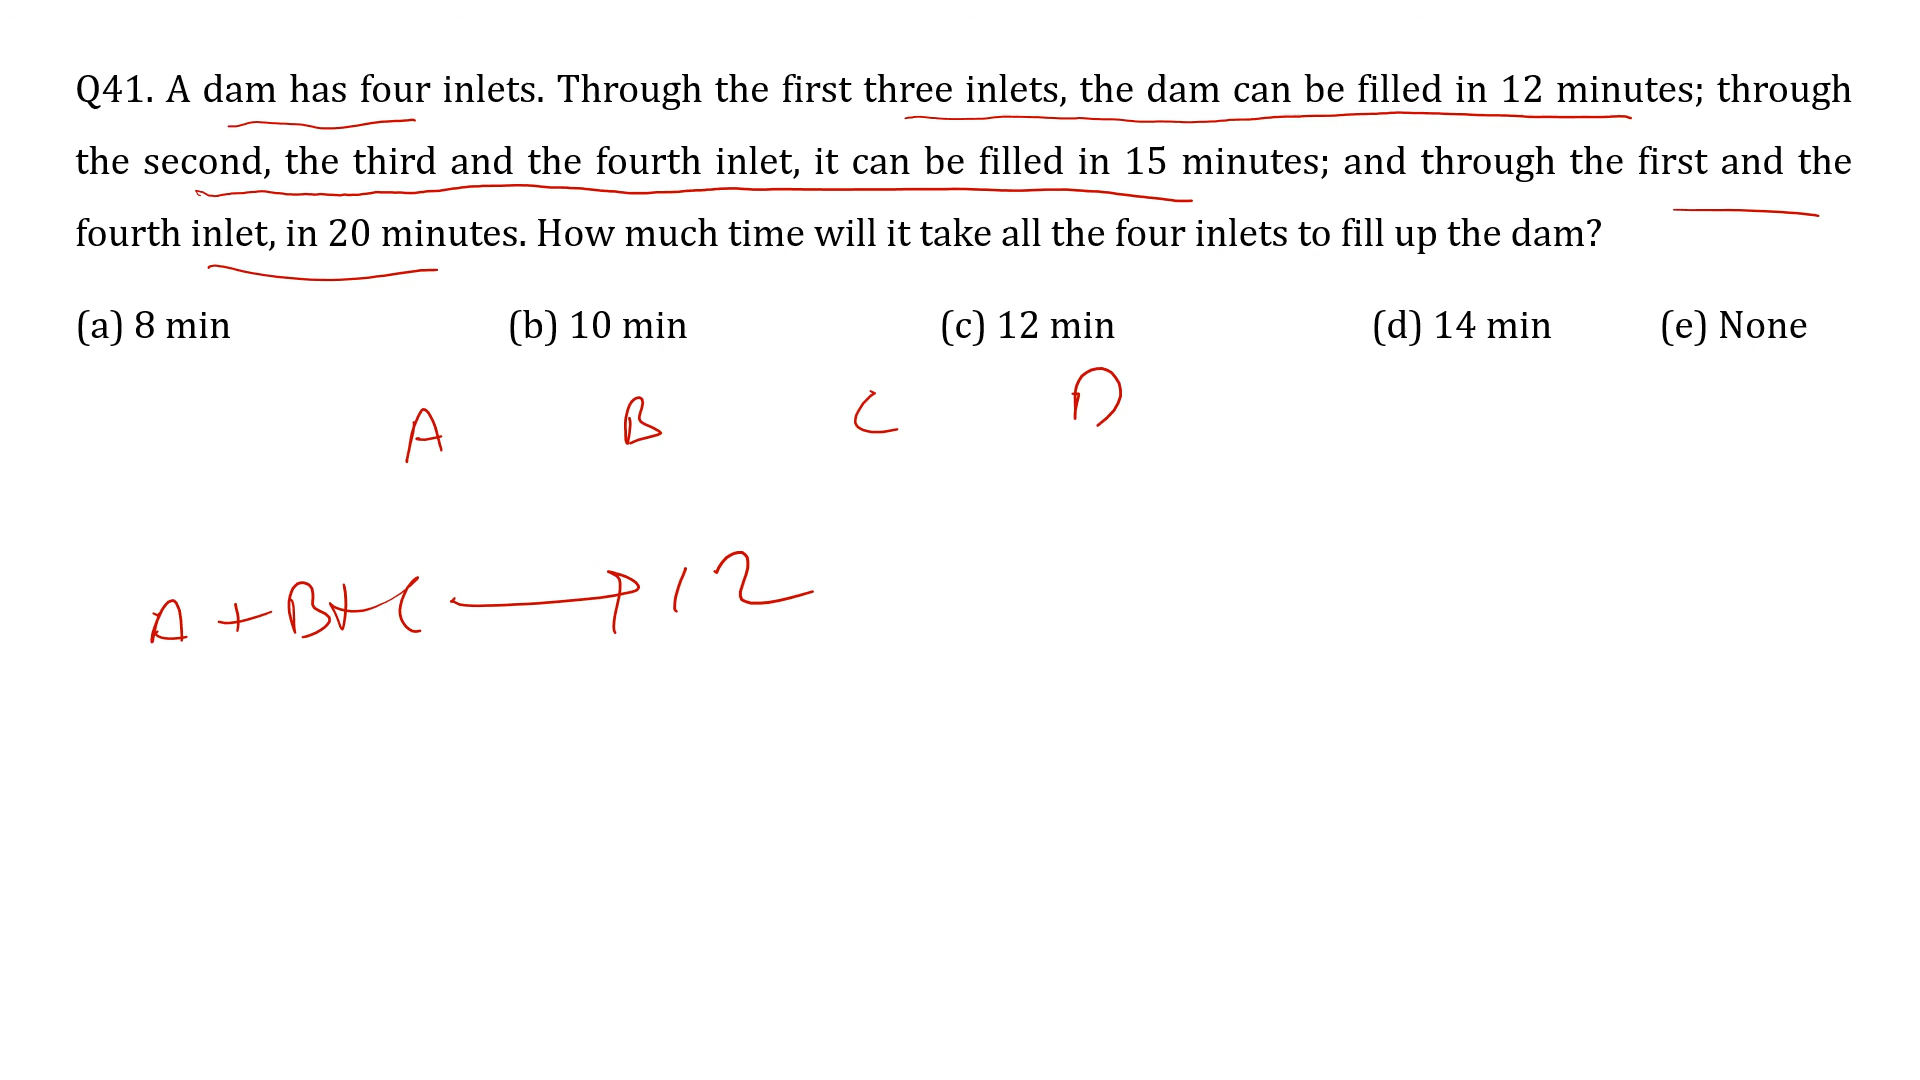 Q41. A dam has four inlets. Through the first three inlets, the dam can be filled in 12 minutes; through
the second, the third and the fourth inlet, it can be filled in 15 minutes; and through the first and the
fourth inlet, in 20 minutes. How much time will it take all the four inlets to fill up the dam?
(a) 8 min (b) 10 min (c) 12 min (d) 14 min (e) None
A B C D
A + B + C → 12